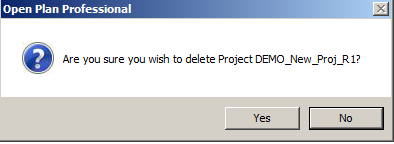 Open Plan Professional
Are you sure you wish to delete Project DEMO_New_Proj_R1?
Yes No